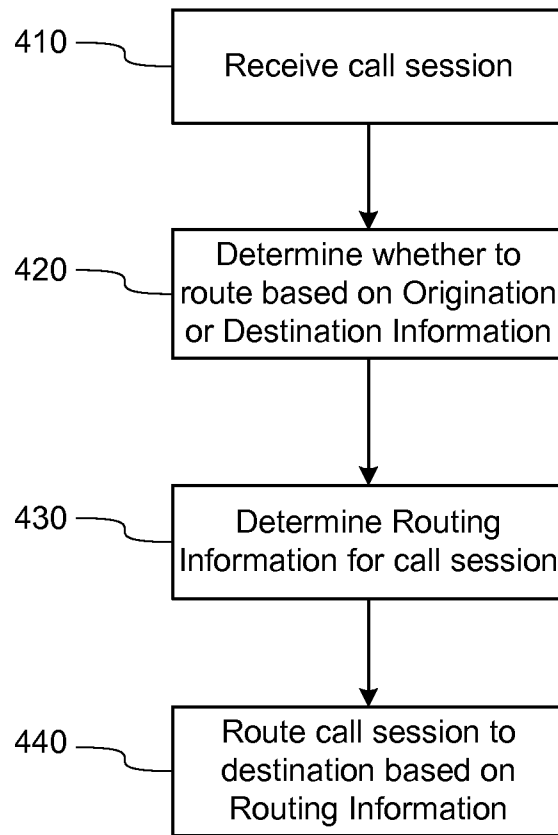 410
Receive call session
420
Determine whether to
route based on Origination
or Destination Information
430
Determine Routing
Information for call session
440
Route call session to
destination based on
Routing Information